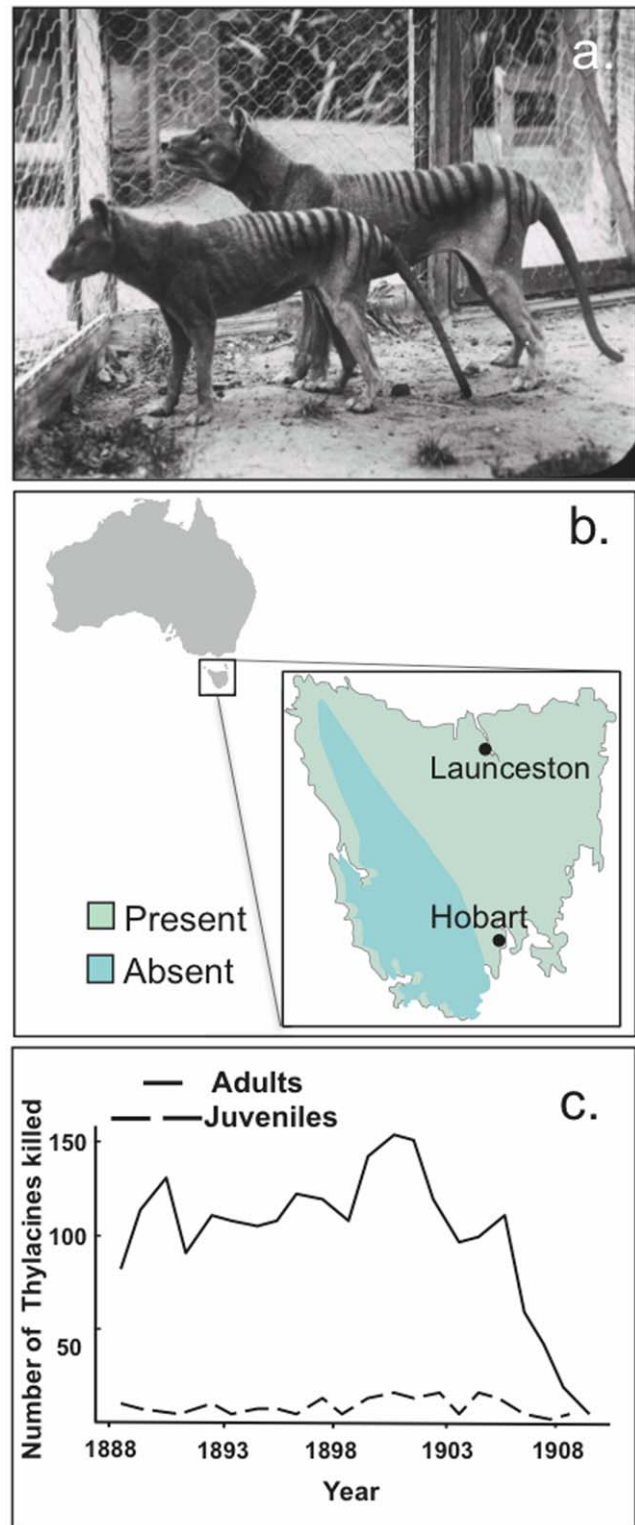 a.
b.
Launceston
Hobart
Present
Absent
c.
Adults
Juveniles
Number of Thylacines killed
150
100
50
1888 1893 1898 1903 1908
Year